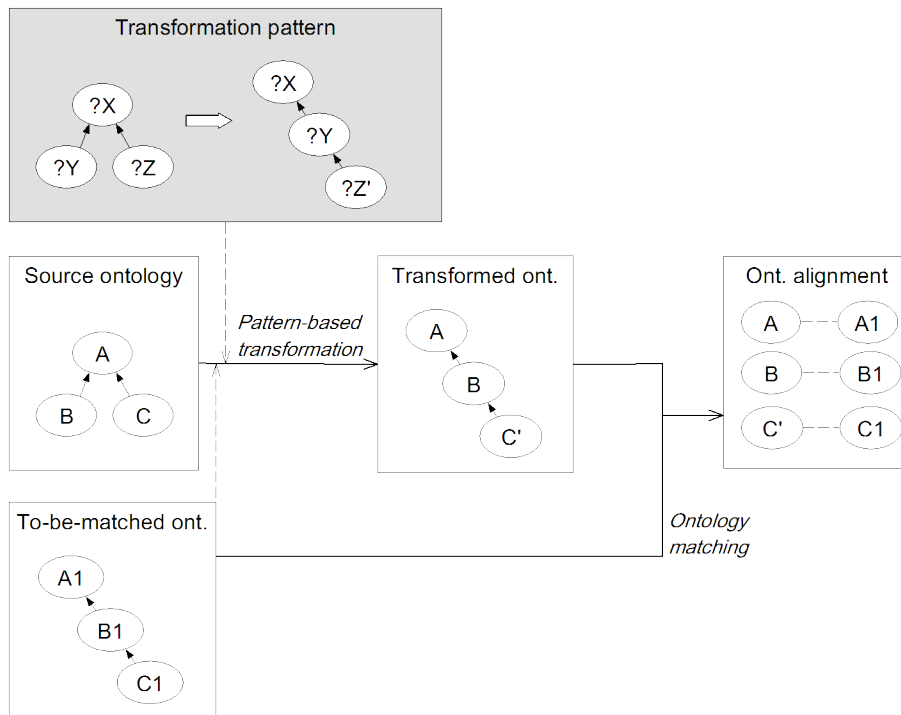 Transformation pattern
?X
?Y
?Z
?X
?Y
?Z'
Source ontology
A
B
C
Pattern-based
transformation
Transformed ont.
A
B
C'
Ont. alignment
A
A1
B
B1
C'
C1
To-be-matched ont.
A1
B1
C1
Ontology
matching